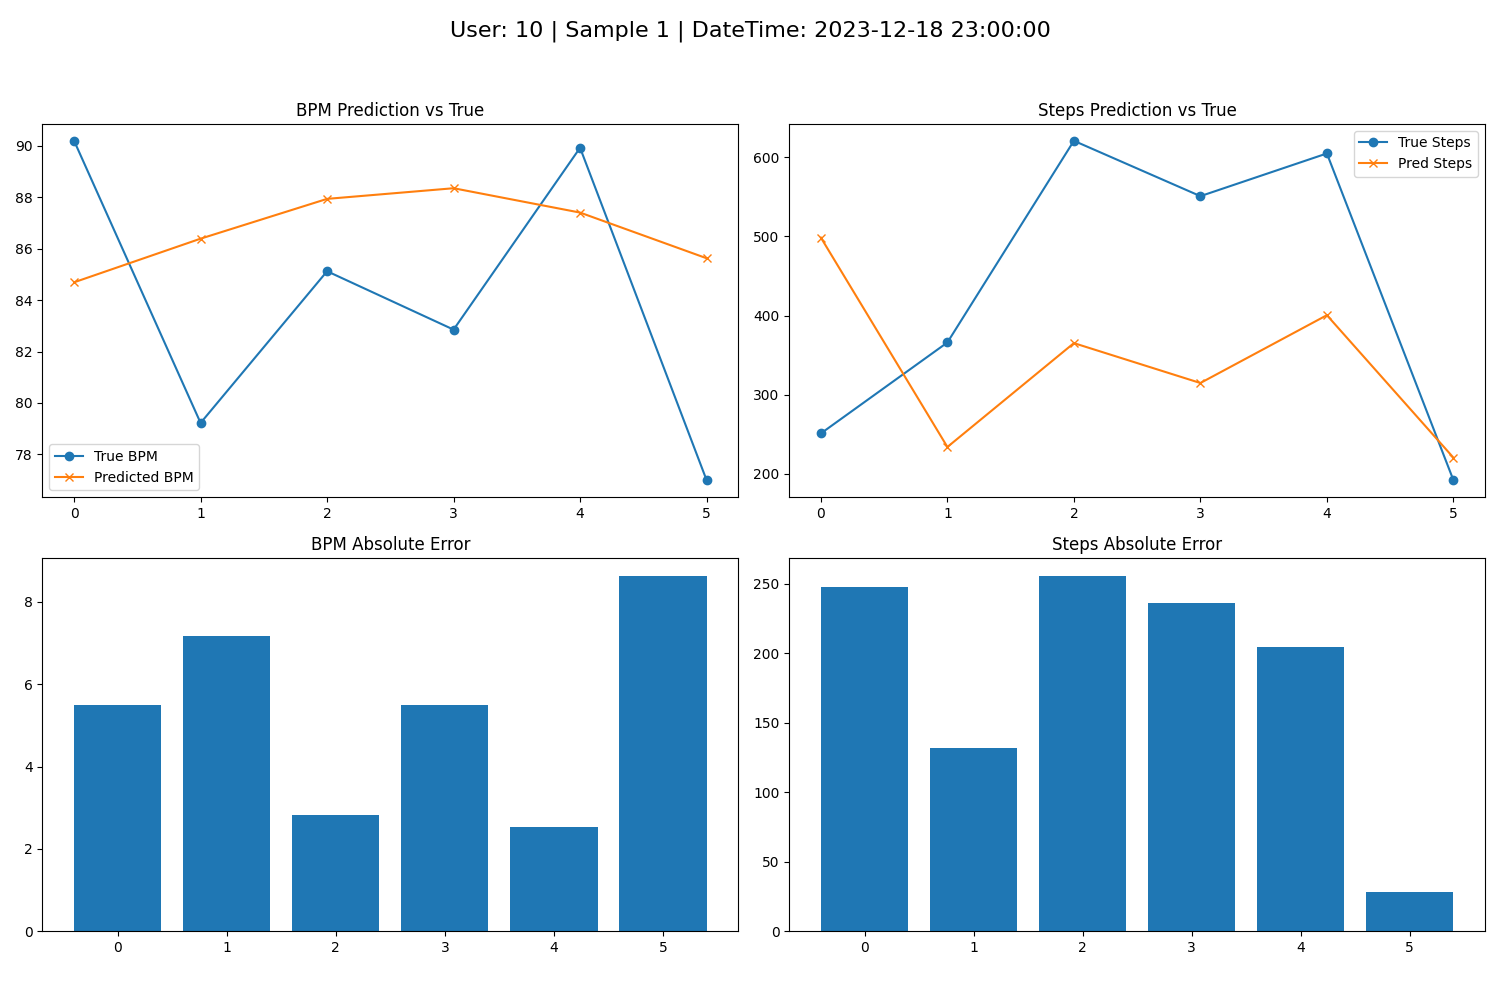 User: 10 | Sample 1 | DateTime: 2023-12-18 23:00:00
BPM Prediction vs True
90
88
86
84
82
80
78
True BPM
Predicted BPM
0 1 2 3 4 5
Steps Prediction vs True
True Steps
Pred Steps
600
500
400
300
200
0 1 2 3 4 5
BPM Absolute Error
8
6
4
2
0
0 1 2 3 4 5
Steps Absolute Error
250
200
150
100
50
0
0 1 2 3 4 5